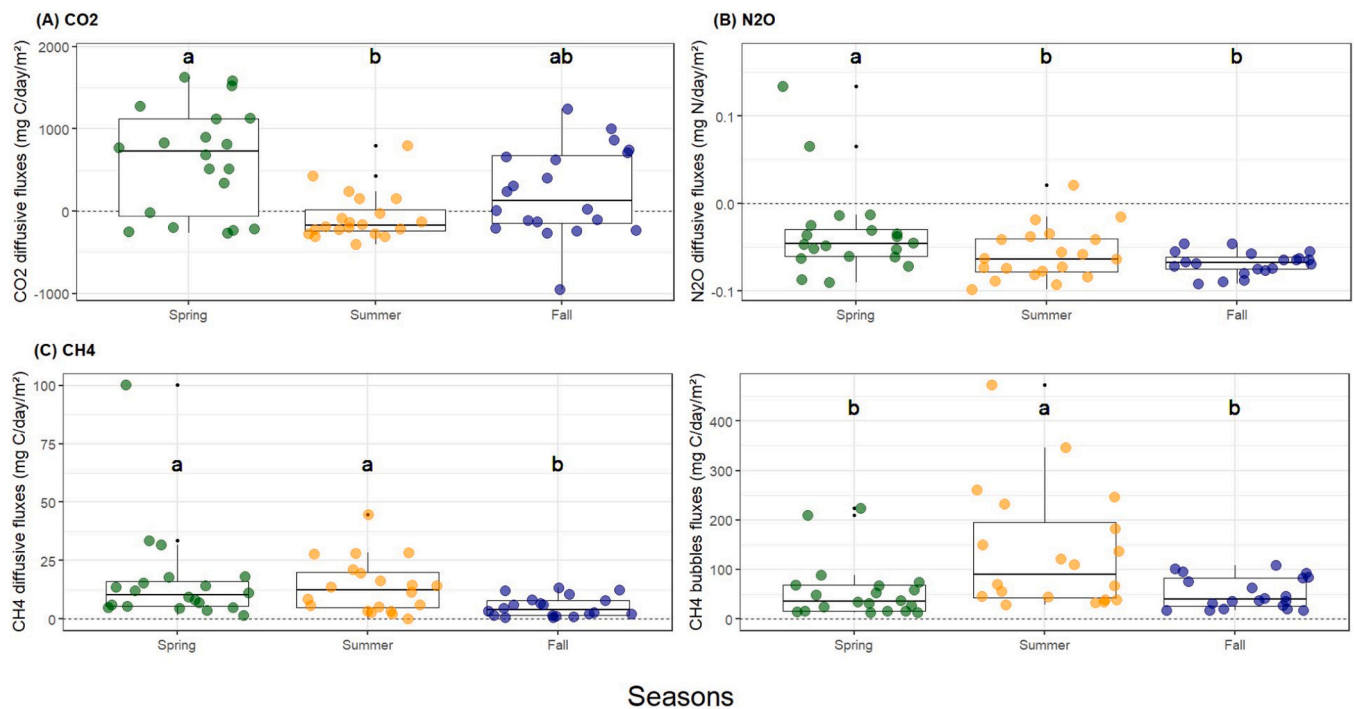 (A) CO2
CO2 diffusive fluxes (mg C/day/m²)
2000
1000
0
-1000
a
b
ab
Spring
Summer
Fall
(B) N2O
N2O diffusive fluxes (mg N/day/m²)
0.1
0.0
-0.1
a
b
b
Spring
Summer
Fall
(C) CH4
CH4 diffusive fluxes (mg C/day/m²)
100
75
50
25
0
a
a
b
Spring
Summer
Fall
CH4 bubbles fluxes (mg C/day/m²)
400
300
200
100
0
b
a
b
Spring
Summer
Fall
Seasons